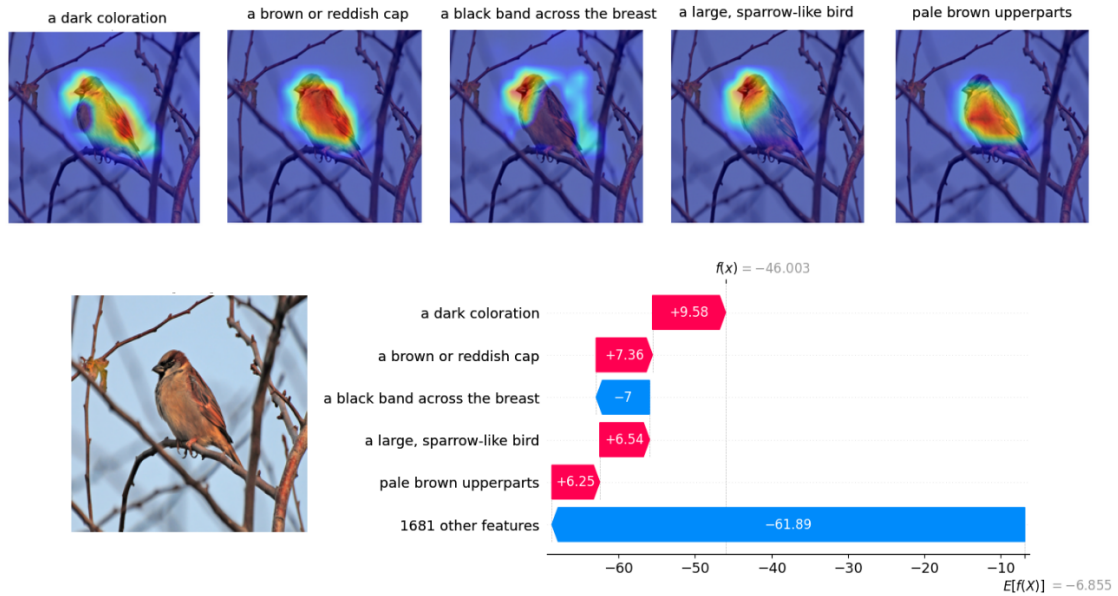 a dark coloration
a brown or reddish cap
a black band across the breast
a large, sparrow-like bird
pale brown upperparts
f(x) = −46.003
a dark coloration
+9.58
a brown or reddish cap
+7.36
a black band across the breast
−7
a large, sparrow-like bird
+6.54
pale brown upperparts
+6.25
1681 other features
−61.89
−60 −50 −40 −30 −20 −10
E[f(X)] = −6.855